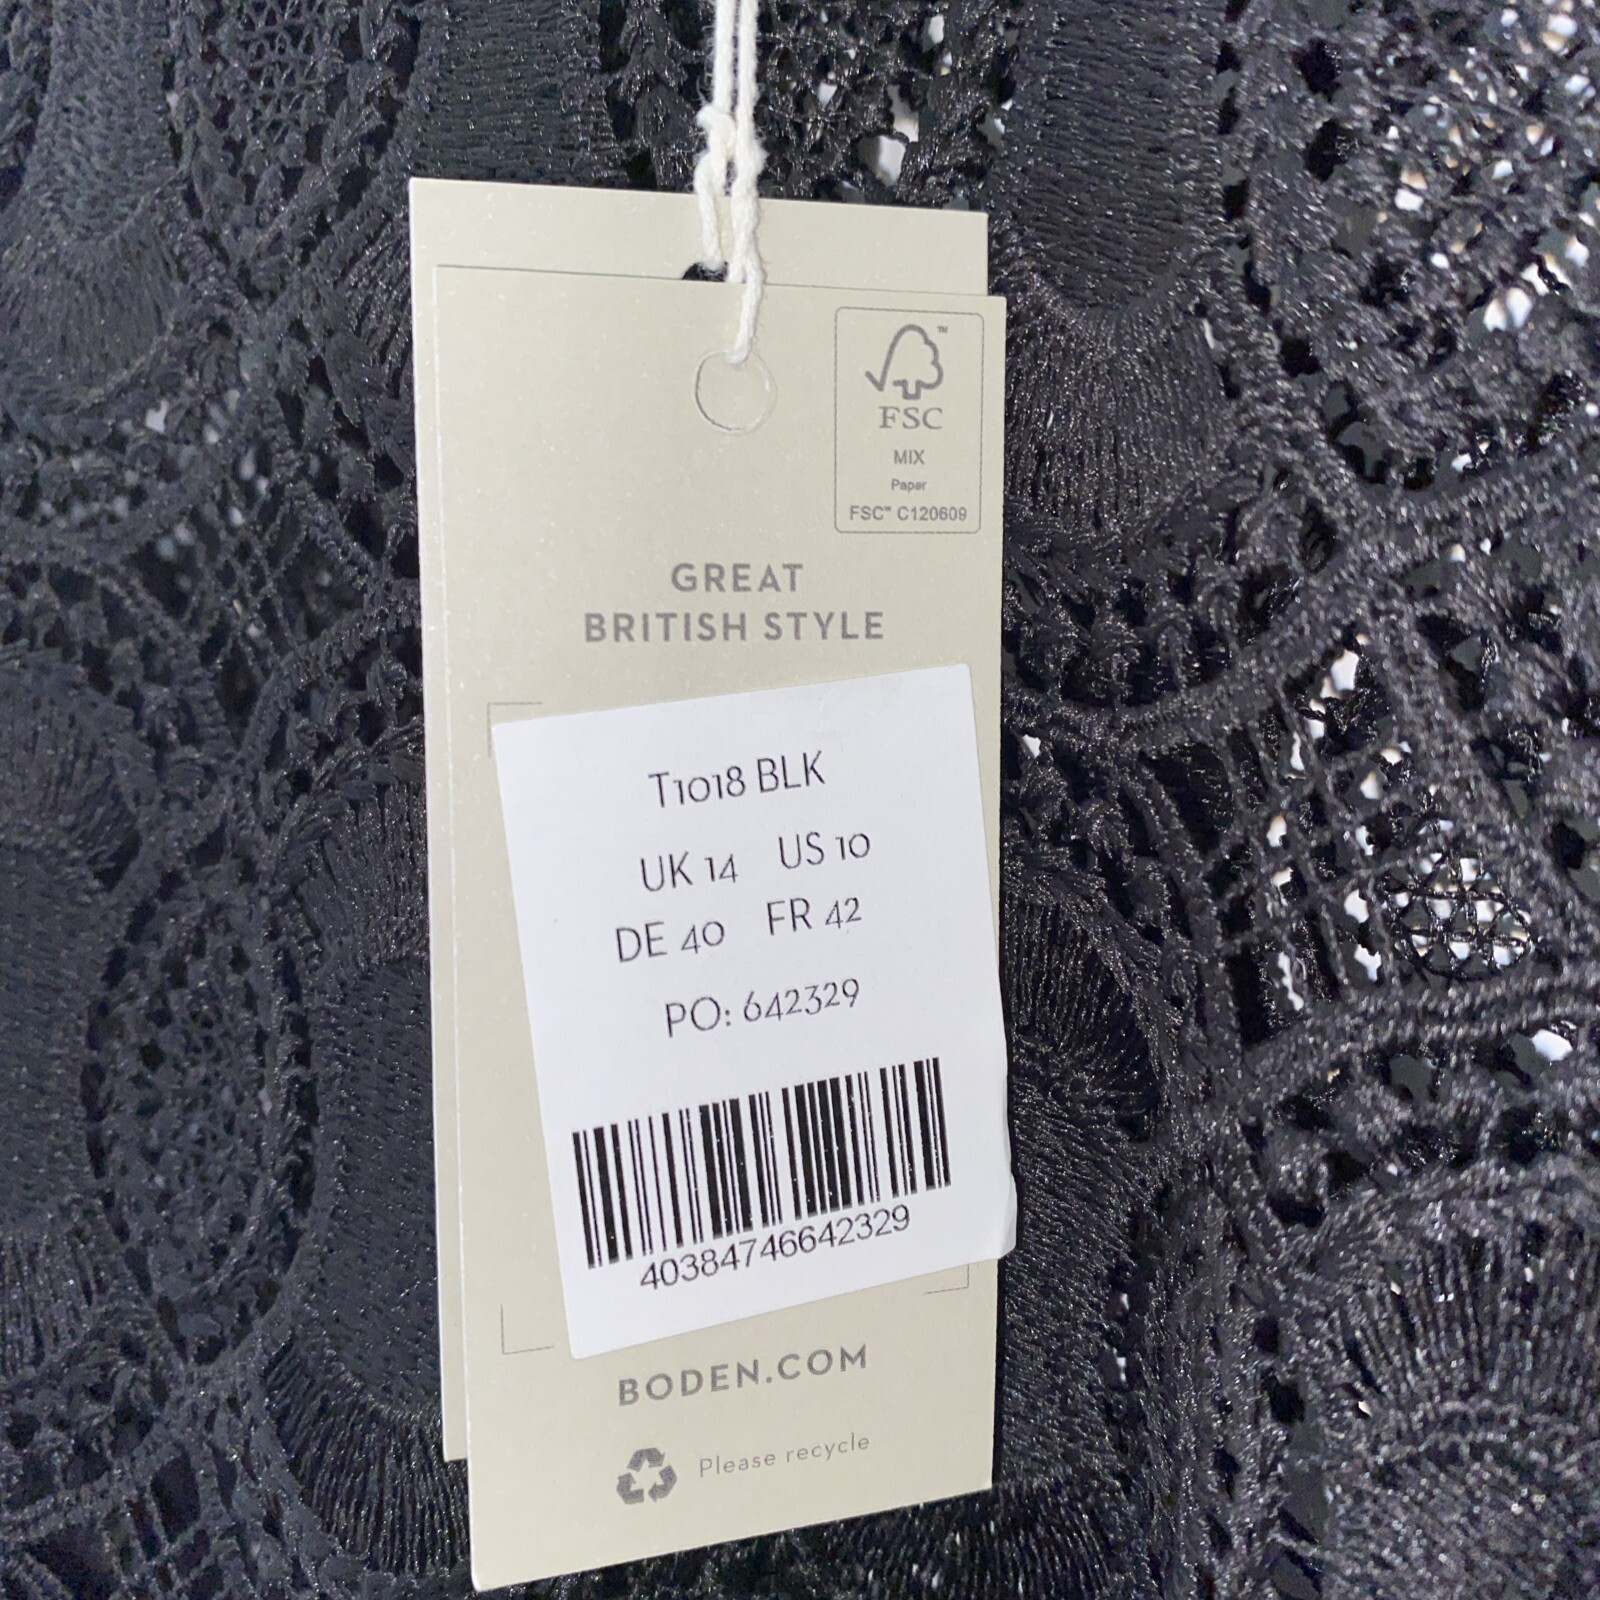 FSC
MIX
Paper
FSC™ C120609
GREAT
BRITISH STYLE
T1018 BLK
UK 14 US 10
DE 40 FR 42
PO: 642329
40384746642329
BODEN.COM
Please recycle